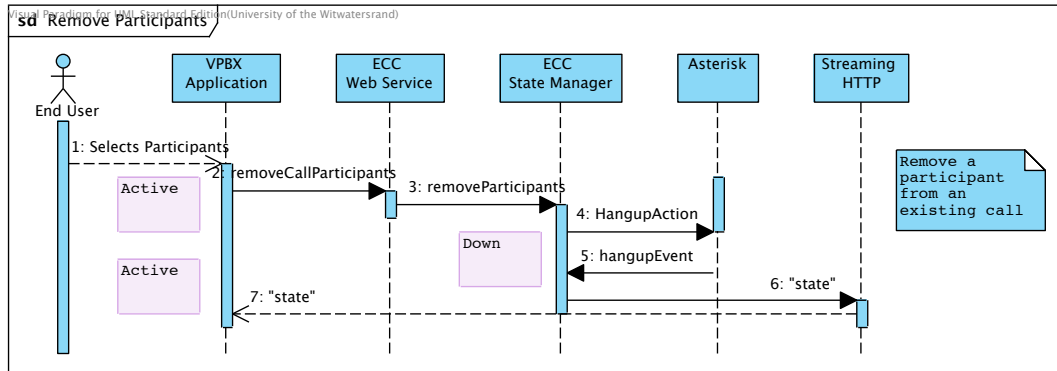 Visual Paradigm for UML Standard Edition(University of the Witwatersrand)
sd Remove Participants
End User
VPBX
Application
ECC
Web Service
ECC
State Manager
Asterisk
Streaming
HTTP
1: Selects Participants
2: removeCallParticipants
3: removeParticipants
4: HangupAction
5: hangupEvent
6: "state"
7: "state"
Active
Down
Active
Remove a
participant
from an
existing call